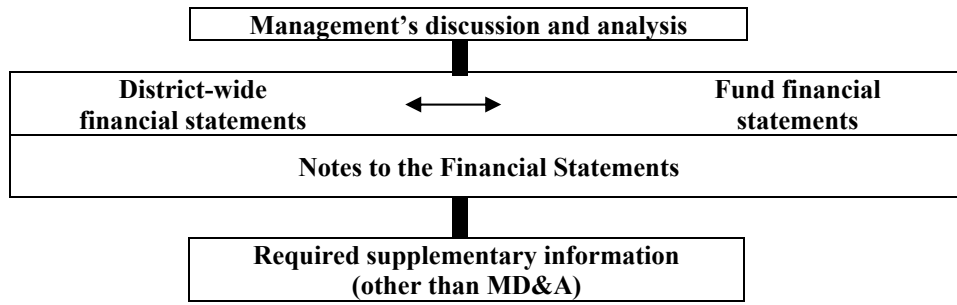 Management’s discussion and analysis
District-wide
financial statements
Fund financial
statements
Notes to the Financial Statements
Required supplementary information
(other than MD&A)